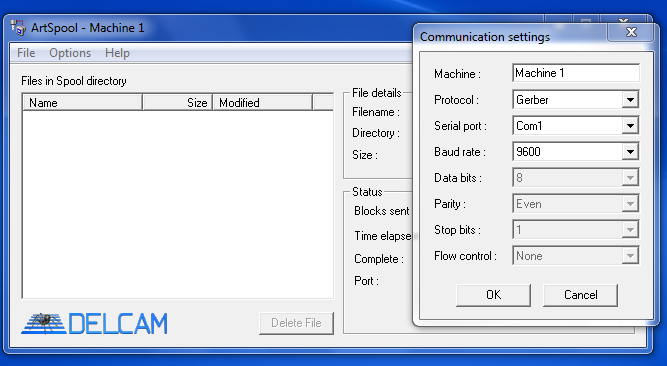 ArtSpool - Machine 1
File Options Help
Files in Spool directory
Name Size Modified
File details
Filename :
Directory :
Size :
Status
Blocks sent
Time elapse
Complete :
Port :
DELCAM
Delete File
Communication settings
Machine : Machine 1
Protocol : Gerber
Serial port : Com1
Baud rate : 9600
Data bits : 8
Parity : Even
Stop bits : 1
Flow control : None
OK Cancel